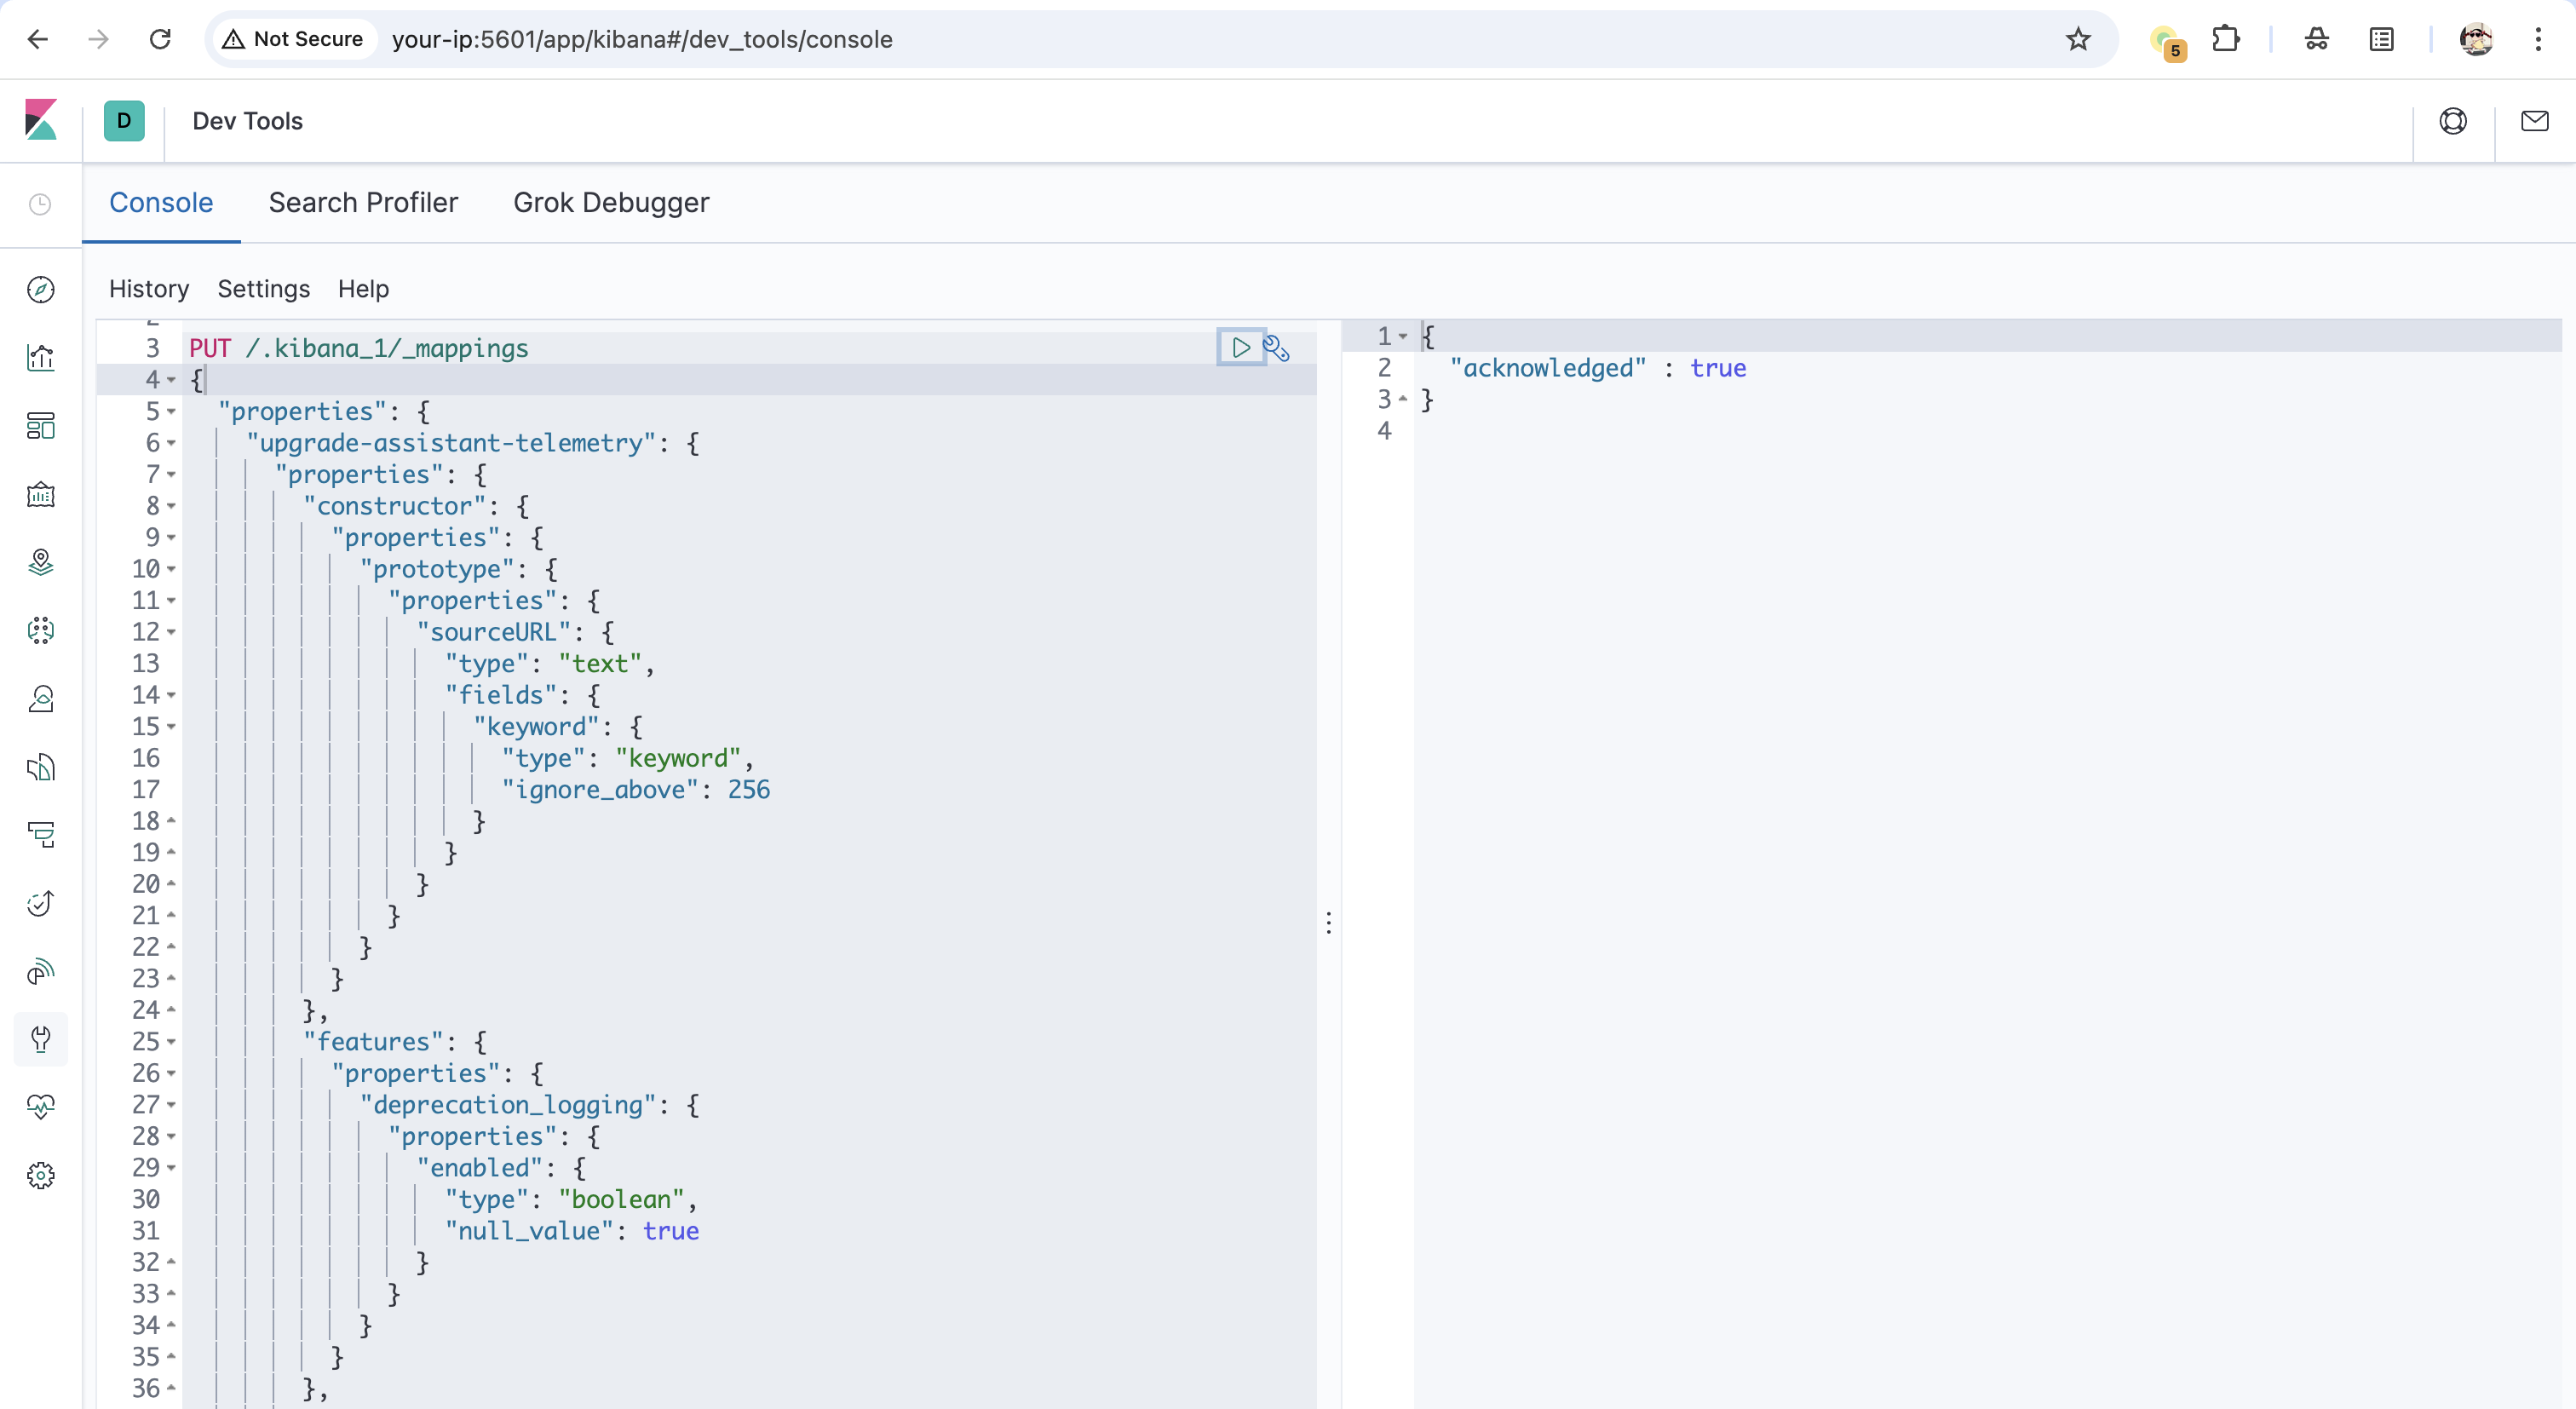 Not Secure your-ip:5601/app/kibana#/dev_tools/console 5
D Dev Tools
Console Search Profiler Grok Debugger
History Settings Help
2
3 PUT /.kibana_1/_mappings
4 {
5 "properties": {
6 "upgrade-assistant-telemetry": {
7 "properties": {
8 "constructor": {
9 "properties": {
10 "prototype": {
11 "properties": {
12 "sourceURL": {
13 "type": "text",
14 "fields": {
15 "keyword": {
16 "type": "keyword",
17 "ignore_above": 256
18 }
19 }
20 }
21 }
22 }
23 }
24 },
25 "features": {
26 "properties": {
27 "deprecation_logging": {
28 "properties": {
29 "enabled": {
30 "type": "boolean",
31 "null_value": true
32 }
33 }
34 }
35 }
36 },
1 {
2 "acknowledged" : true
3 }
4